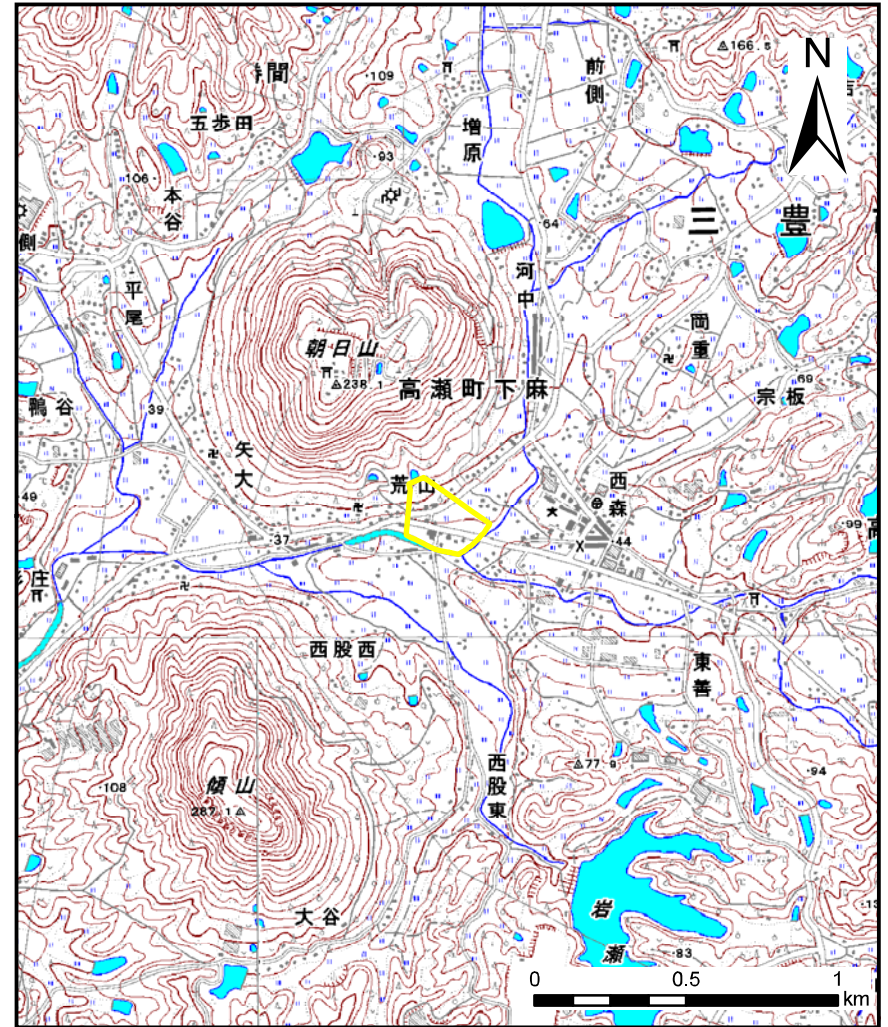 間
109
166.5
N
前側
五歩田
増原
93
106
本谷
三豊
側
64
河中
平尾
岡重
朝日山
238.1
高瀬町下麻
69
宗板
鴨谷
39
矢大
荒山
西森
49
99
高
37
44
庄
西股西
東善
西股東
77.9
94
傾山
108
287.1
大谷
岩瀬
83
0 0.5 1
km